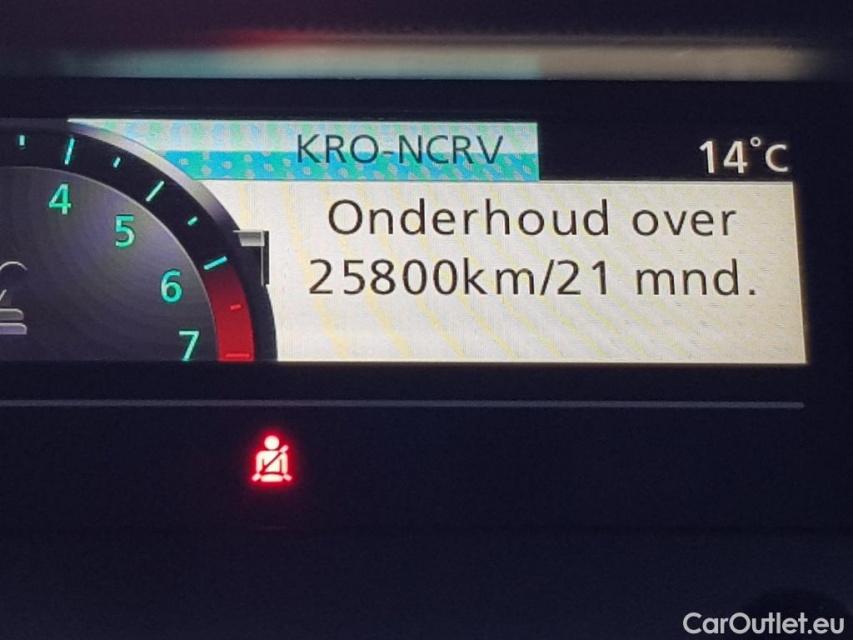 KRO-NCRV
14°C
4
5
6
7
Onderhoud over
25800km/21 mnd.
CarOutlet.eu